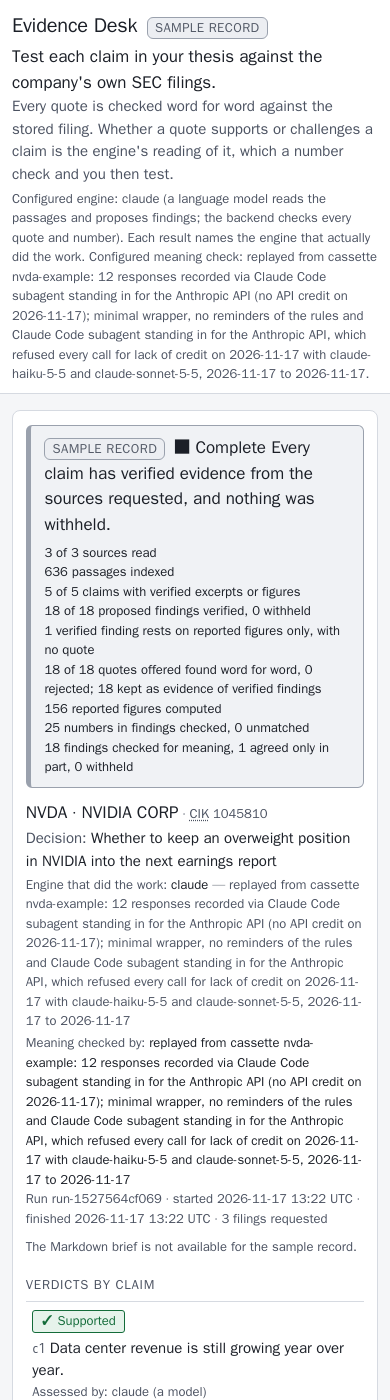 Evidence Desk SAMPLE RECORD
Test each claim in your thesis against the
company's own SEC filings.
Every quote is checked word for word against the
stored filing. Whether a quote supports or challenges a
claim is the engine's reading of it, which a number
check and you then test.
Configured engine: claude (a language model reads the
passages and proposes findings; the backend checks every
quote and number). Each result names the engine that actually
did the work. Configured meaning check: replayed from cassette
nvda-example: 12 responses recorded via Claude Code
subagent standing in for the Anthropic API (no API credit on
2026-11-17); minimal wrapper, no reminders of the rules and
Claude Code subagent standing in for the Anthropic API, which
refused every call for lack of credit on 2026-11-17 with claude-
haiku-5-5 and claude-sonnet-5-5, 2026-11-17 to 2026-11-17.
SAMPLE RECORD ■ Complete Every
claim has verified evidence from the
sources requested, and nothing was
withheld.
3 of 3 sources read
636 passages indexed
5 of 5 claims with verified excerpts or figures
18 of 18 proposed findings verified, 0 withheld
1 verified finding rests on reported figures only, with
no quote
18 of 18 quotes offered found word for word, 0
rejected; 18 kept as evidence of verified findings
156 reported figures computed
25 numbers in findings checked, 0 unmatched
18 findings checked for meaning, 1 agreed only in
part, 0 withheld
NVDA · NVIDIA CORP · CIK 1045810
Decision: Whether to keep an overweight position
in NVIDIA into the next earnings report
Engine that did the work: claude — replayed from cassette
nvda-example: 12 responses recorded via Claude Code
subagent standing in for the Anthropic API (no API credit on
2026-11-17); minimal wrapper, no reminders of the rules
and Claude Code subagent standing in for the Anthropic
API, which refused every call for lack of credit on 2026-11-
17 with claude-haiku-5-5 and claude-sonnet-5-5, 2026-11-
17 to 2026-11-17
Meaning checked by: replayed from cassette nvda-
example: 12 responses recorded via Claude Code
subagent standing in for the Anthropic API (no API credit on
2026-11-17); minimal wrapper, no reminders of the rules
and Claude Code subagent standing in for the Anthropic
API, which refused every call for lack of credit on 2026-11-
17 with claude-haiku-5-5 and claude-sonnet-5-5, 2026-11-
17 to 2026-11-17
Run run-1527564cf069 · started 2026-11-17 13:22 UTC ·
finished 2026-11-17 13:22 UTC · 3 filings requested
The Markdown brief is not available for the sample record.
VERDICTS BY CLAIM
✓ Supported
c1 Data center revenue is still growing year over
year.
Assessed by: claude (a model)